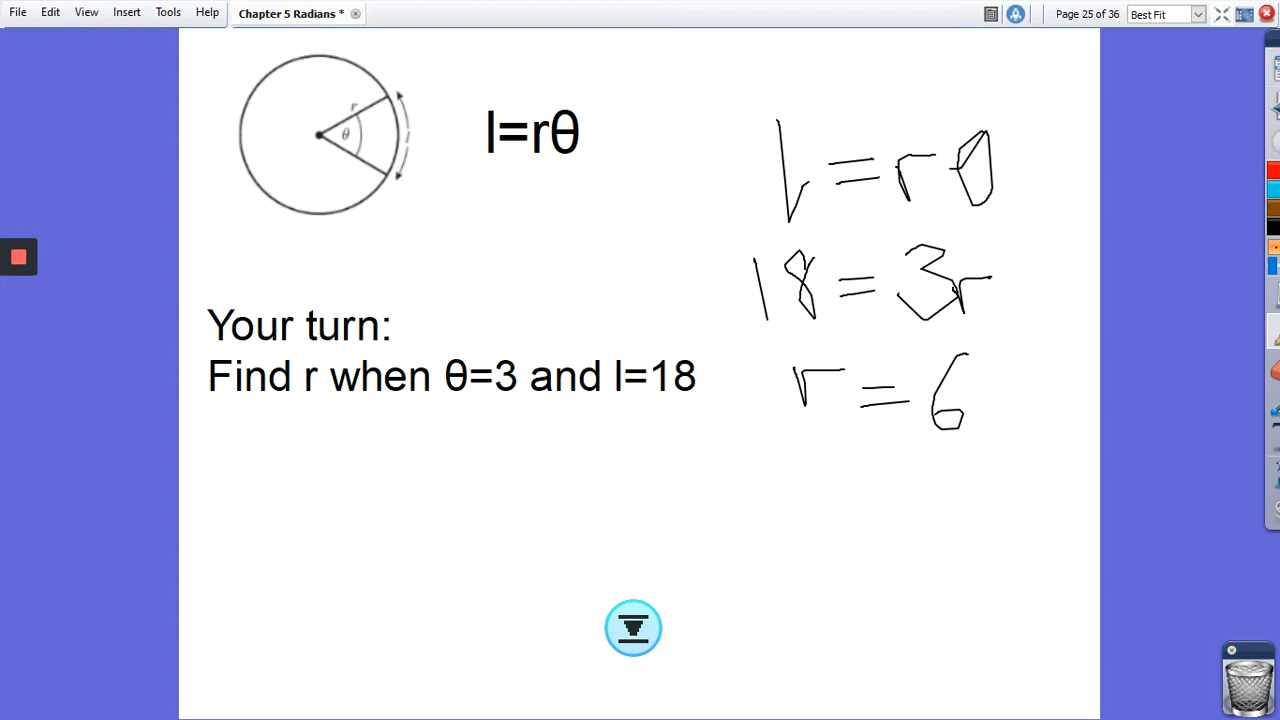 File Edit View Insert Tools Help Chapter 5 Radians * Page 25 of 36 Best Fit
r
θ
l
l=rθ
l = rθ
18 = 3r
r = 6
Your turn:
Find r when θ=3 and l=18